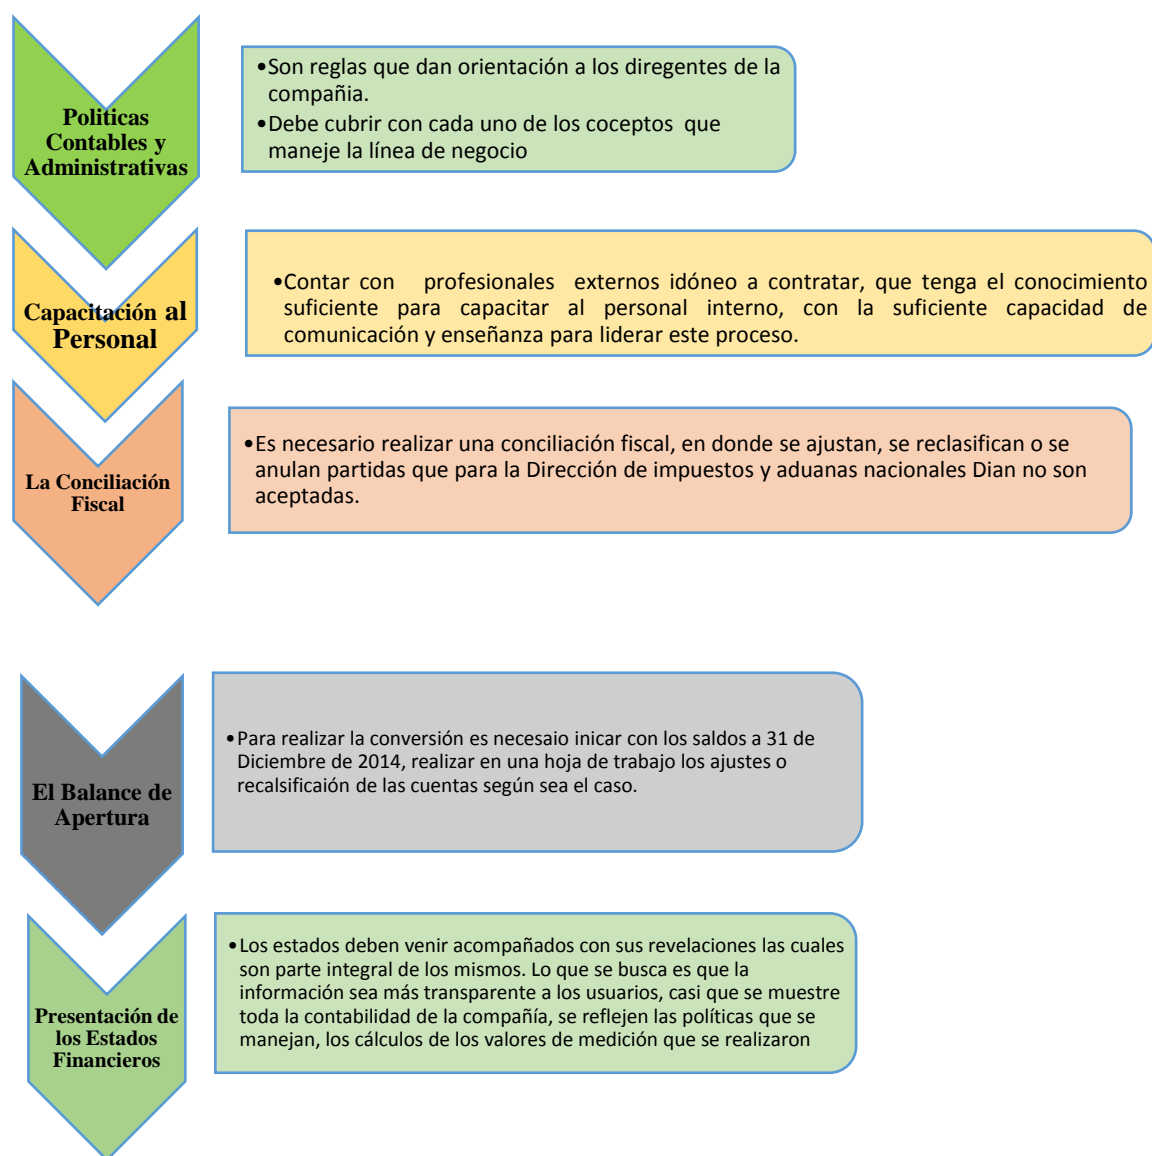 Politicas
Contables y
Administrativas
•Son reglas que dan orientación a los diregentes de la
compañia.
•Debe cubrir con cada uno de los coceptos que
maneje la línea de negocio
Capacitación al
Personal
•Contar con profesionales externos idóneo a contratar, que tenga el conocimiento
suficiente para capacitar al personal interno, con la suficiente capacidad de
comunicación y enseñanza para liderar este proceso.
La Conciliación
Fiscal
•Es necesario realizar una conciliación fiscal, en donde se ajustan, se reclasifican o se
anulan partidas que para la Dirección de impuestos y aduanas nacionales Dian no son
aceptadas.
El Balance de
Apertura
•Para realizar la conversión es necesaio inicar con los saldos a 31 de
Diciembre de 2014, realizar en una hoja de trabajo los ajustes o
recalsificaión de las cuentas según sea el caso.
Presentación de
los Estados
Financieros
•Los estados deben venir acompañados con sus revelaciones las cuales
son parte integral de los mismos. Lo que se busca es que la
información sea más transparente a los usuarios, casi que se muestre
toda la contabilidad de la compañía, se reflejen las políticas que se
manejan, los cálculos de los valores de medición que se realizaron